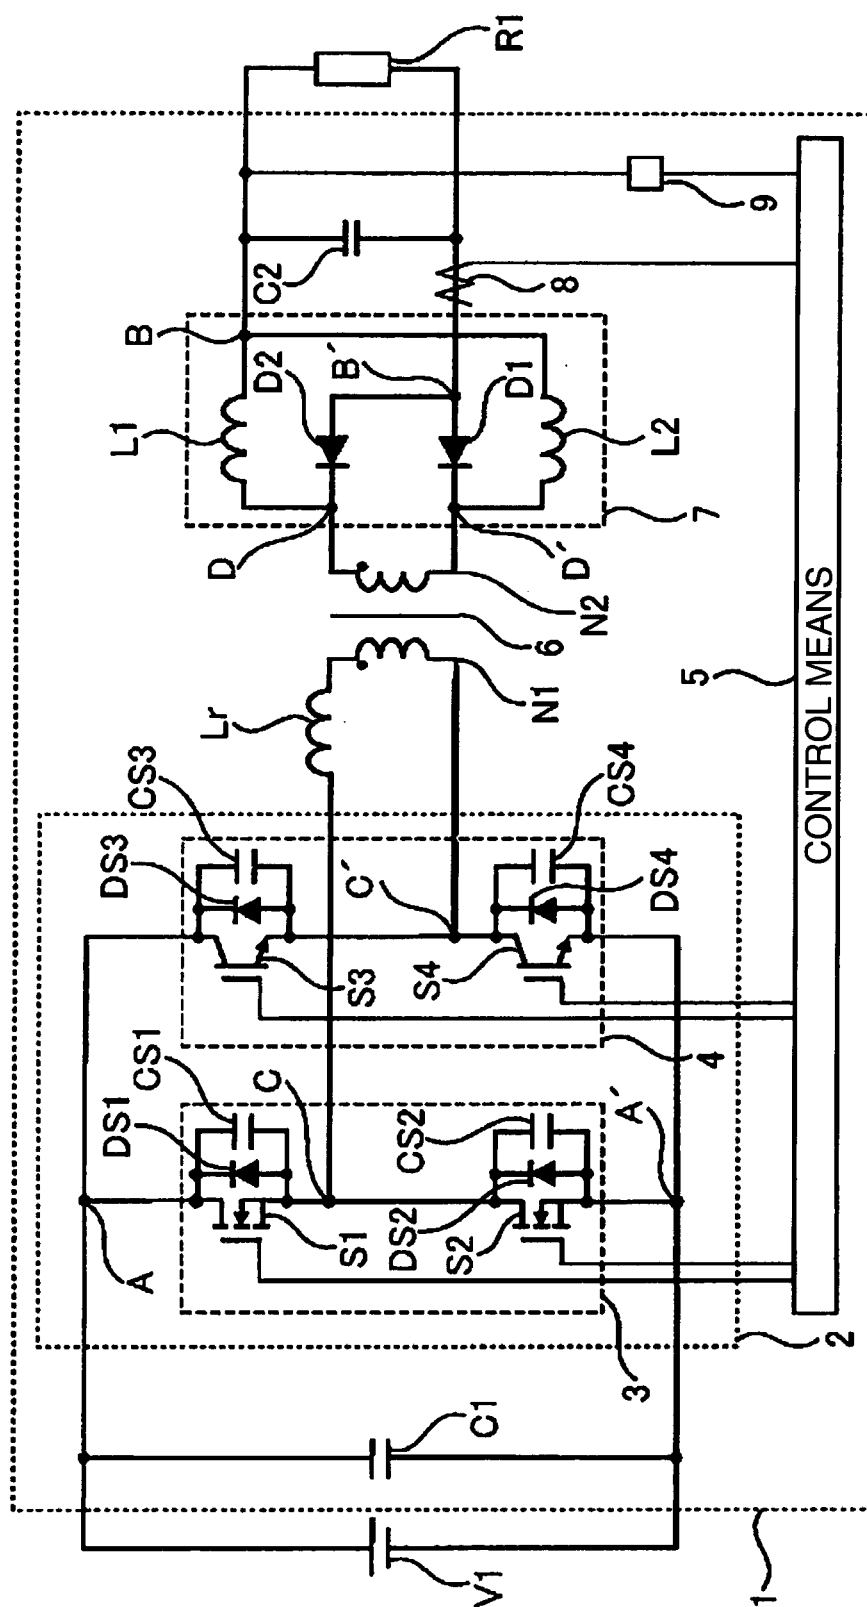 R1
9
C2
8
B
B´
D2
D1
L1
L2
7
D
D´
N2
6
N1
Lr
5
CONTROL MEANS
CS3
DS3
C´
CS4
DS4
S3
S4
4
CS1
DS1
C
CS2
DS2
A´
S1
S2
A
2
3
C1
V1
1